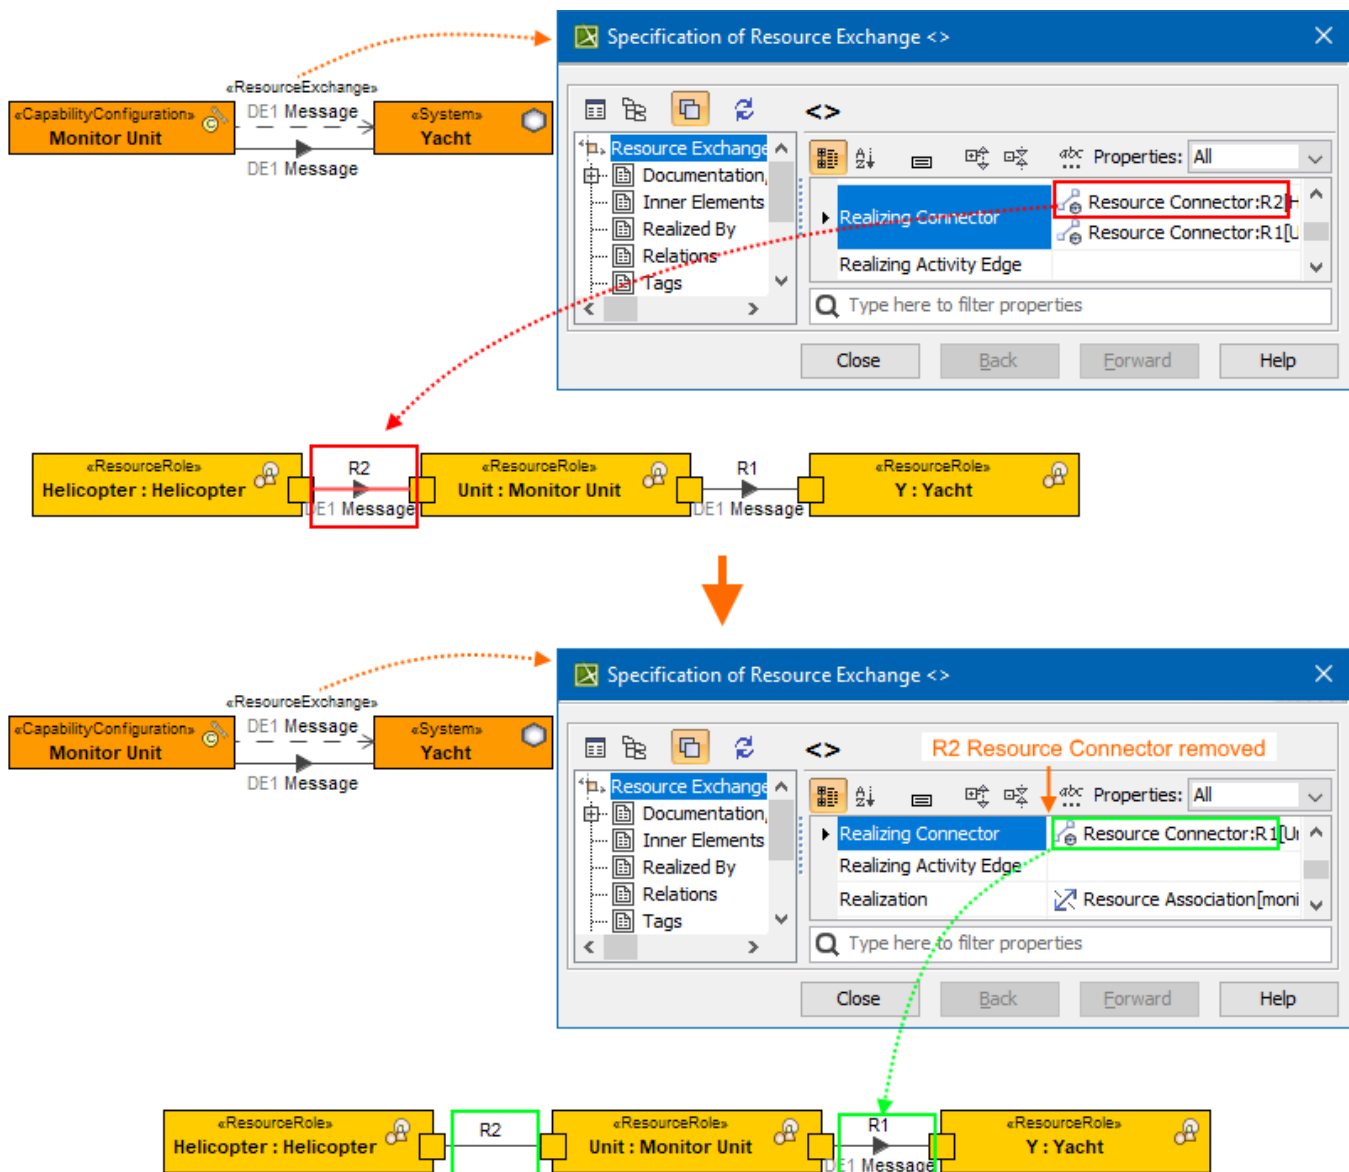 Specification of Resource Exchange <>
«ResourceExchange»
DE1 Message
«CapabilityConfiguration»
Monitor Unit
«System»
Yacht
DE1 Message
<>
Resource Exchange
Documentation
Inner Elements
Realized By
Relations
Tags
Properties: All
Realizing Connector
Resource Connector:R2[H
Resource Connector:R1[U
Realizing Activity Edge
Type here to filter properties
Close
Back
Forward
Help
«ResourceRole»
Helicopter : Helicopter
R2
DE1 Message
«ResourceRole»
Unit : Monitor Unit
R1
DE1 Message
«ResourceRole»
Y : Yacht
Specification of Resource Exchange <>
«ResourceExchange»
DE1 Message
«CapabilityConfiguration»
Monitor Unit
«System»
Yacht
DE1 Message
<>
R2 Resource Connector removed
Resource Exchange
Documentation
Inner Elements
Realized By
Relations
Tags
Properties: All
Realizing Connector
Resource Connector:R1[U
Realizing Activity Edge
Realization
Resource Association[moni
Type here to filter properties
Close
Back
Forward
Help
«ResourceRole»
Helicopter : Helicopter
R2
«ResourceRole»
Unit : Monitor Unit
R1
DE1 Message
«ResourceRole»
Y : Yacht